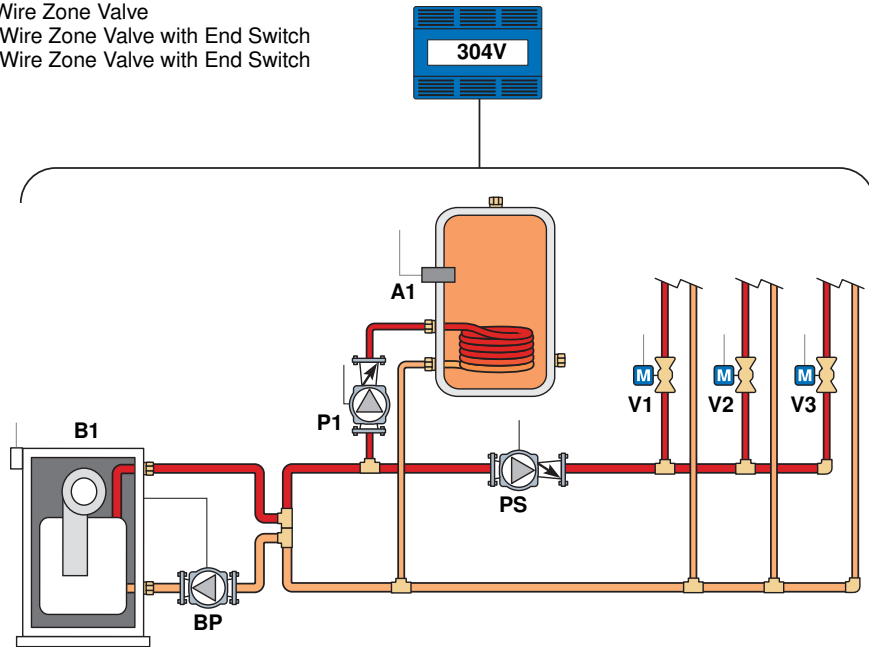 Wire Zone Valve
Wire Zone Valve with End Switch
Wire Zone Valve with End Switch
304V
A1
P1
M
M
M
V1
V2
V3
B1
PS
BP